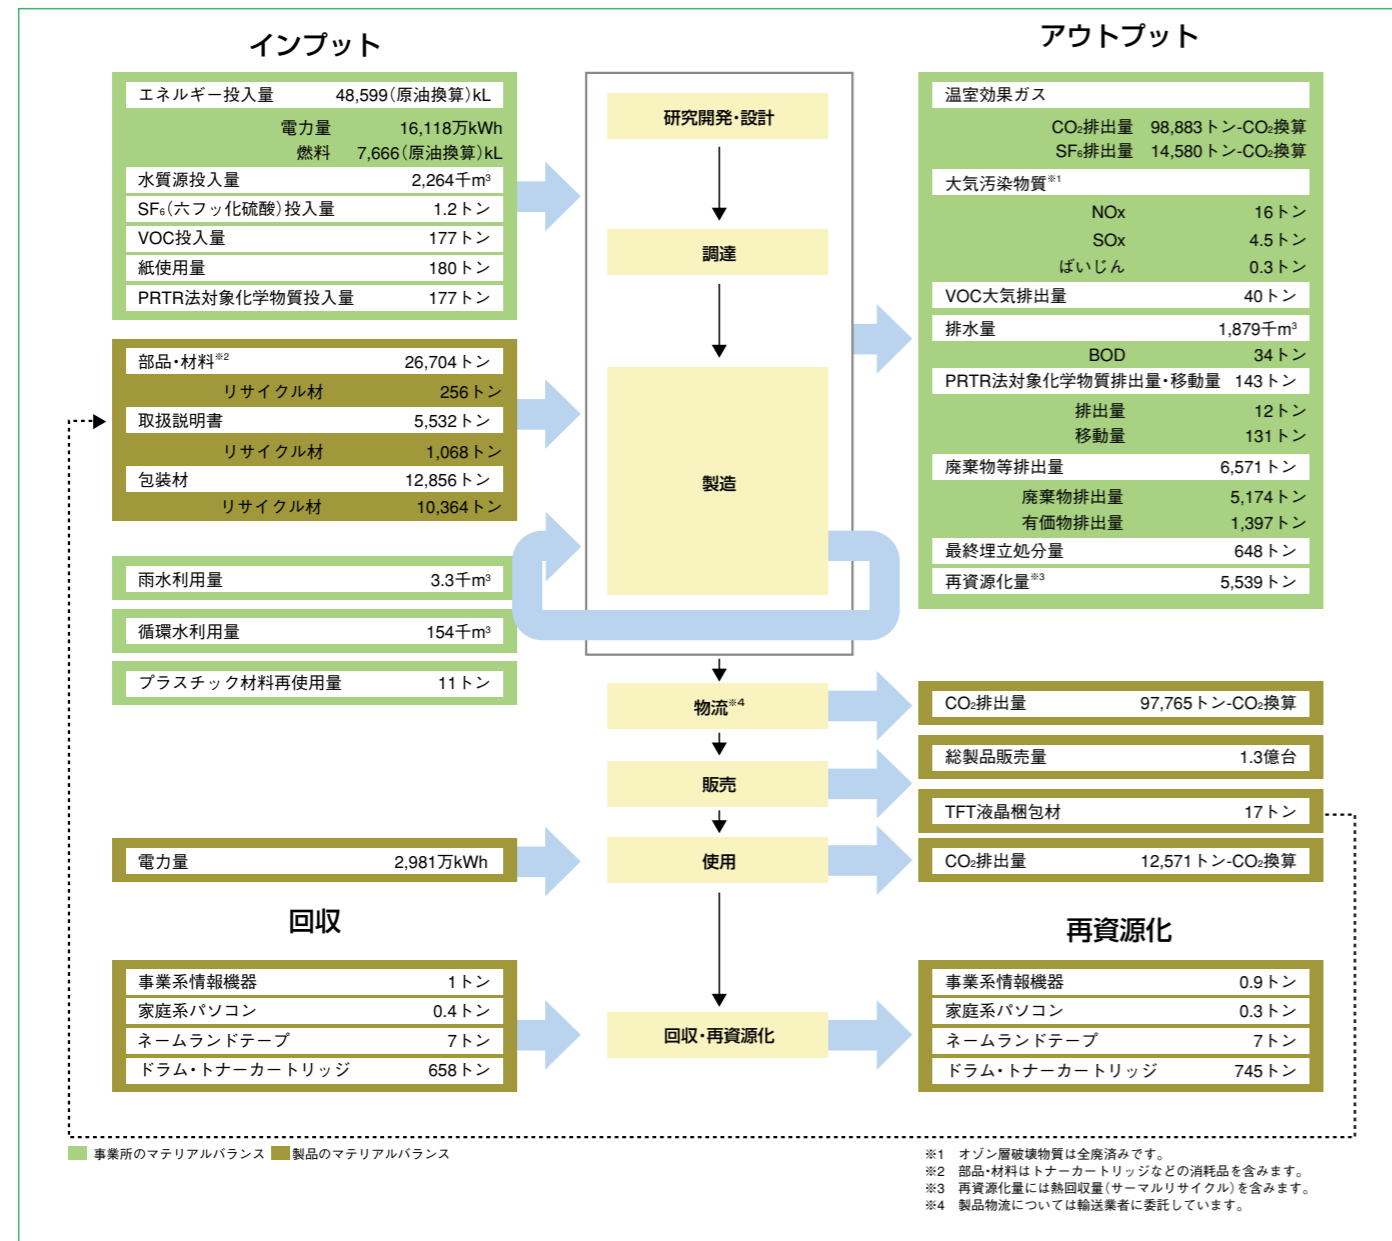 インプット
エネルギー投入量 48,599(原油換算)kL
電力量 16,118万kWh
燃料 7,666(原油換算)kL
水質源投入量 2,264千m³
SF₆(六フッ化硫酸)投入量 1.2トン
VOC投入量 177トン
紙使用量 180トン
PRTR法対象化学物質投入量 177トン
部品・材料※2 26,704トン
リサイクル材 256トン
取扱説明書 5,532トン
リサイクル材 1,068トン
包装材 12,856トン
リサイクル材 10,364トン
雨水利用量 3.3千m³
循環水利用量 154千m³
プラスチック材料再使用量 11トン
電力量 2,981万kWh
回収
事業系情報機器 1トン
家庭系パソコン 0.4トン
ネームランドテープ 7トン
ドラム・トナーカートリッジ 658トン
研究開発・設計
調達
製造
物流※4
販売
使用
回収・再資源化
アウトプット
温室効果ガス
CO₂排出量 98,883トン-CO₂換算
SF₆排出量 14,580トン-CO₂換算
大気汚染物質※1
NOx 16トン
SOx 4.5トン
ばいじん 0.3トン
VOC大気排出量 40トン
排水量 1,879千m³
BOD 34トン
PRTR法対象化学物質排出量・移動量 143トン
排出量 12トン
移動量 131トン
廃棄物等排出量 6,571トン
廃棄物排出量 5,174トン
有価物排出量 1,397トン
最終埋立処分量 648トン
再資源化量※3 5,539トン
CO₂排出量 97,765トン-CO₂換算
総製品販売量 1.3億台
TFT液晶梱包材 17トン
CO₂排出量 12,571トン-CO₂換算
再資源化
事業系情報機器 0.9トン
家庭系パソコン 0.3トン
ネームランドテープ 7トン
ドラム・トナーカートリッジ 745トン
事業所のマテリアルバランス 製品のマテリアルバランス
※1 オゾン層破壊物質は全廃済みです。
※2 部品・材料はトナーカートリッジなどの消耗品を含みます。
※3 再資源化量には熱回収量(サーマルリサイクル)を含みます。
※4 製品物流については輸送業者に委託しています。